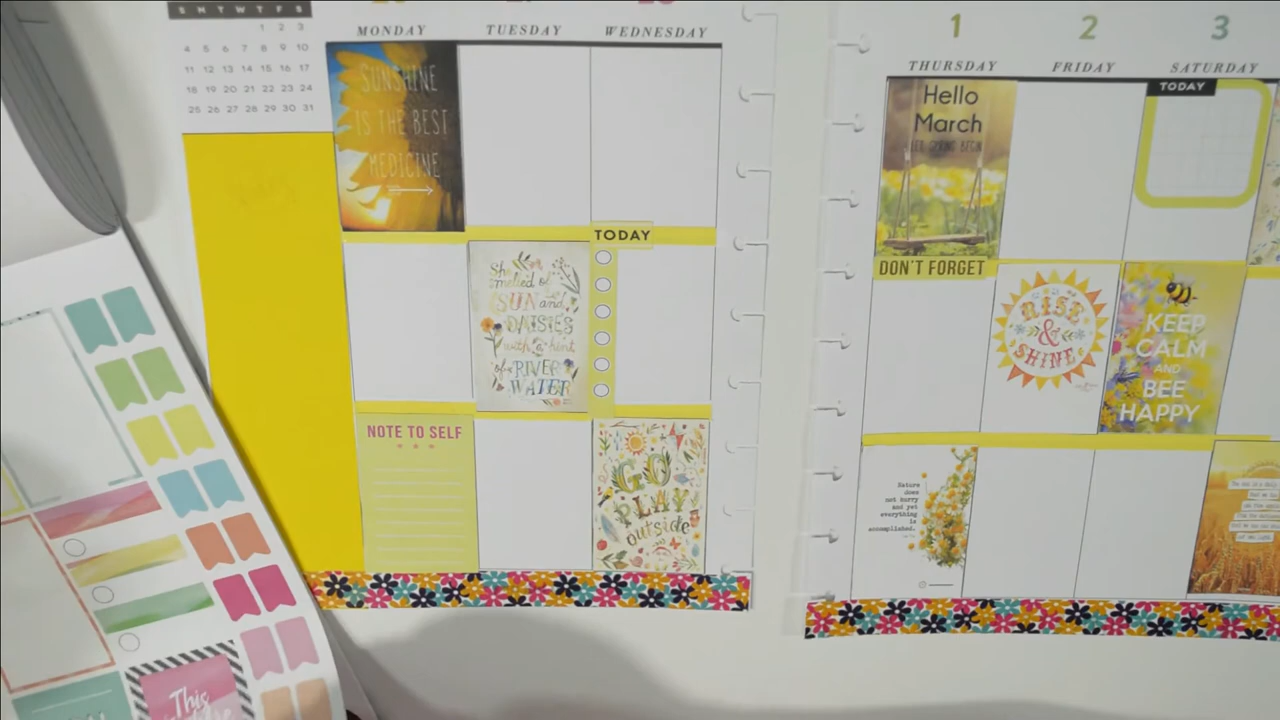 S M T W T F S
1 2 3
4 5 6 7 8 9 10
11 12 13 14 15 16 17
18 19 20 21 22 23 24
25 26 27 28 29 30 31
MONDAY
TUESDAY
WEDNESDAY
SUNSHINE
IS THE BEST
MEDICINE
TODAY
She
smelled of
SUN and
DAISIES
with a hint
of RIVER
WATER
NOTE TO SELF
GO
PLAY
outside
1
2
3
THURSDAY
FRIDAY
SATURDAY
Hello
March
LET SPRING BEGIN
TODAY
DON'T FORGET
RISE
&
SHINE
KEEP
CALM
AND
BEE
HAPPY
Nature
does
not hurry
and yet
everything
is
accomplished.
This